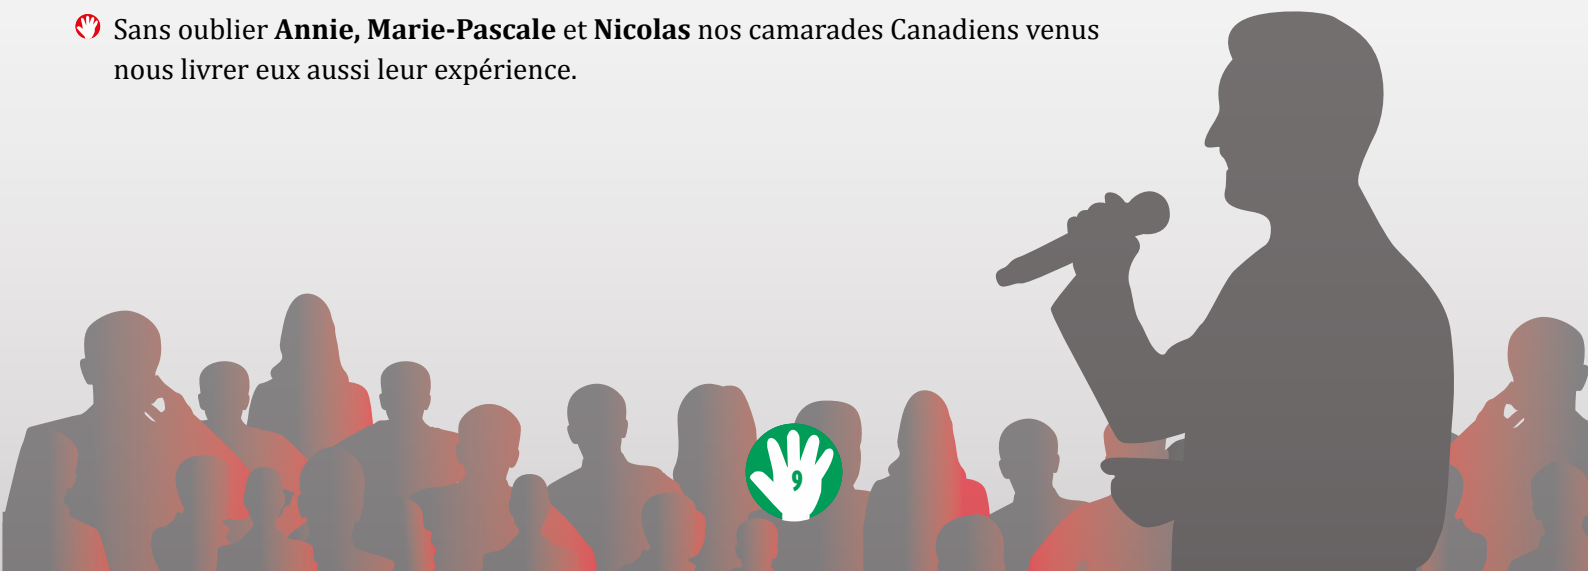 Sans oublier Annie, Marie-Pascale et Nicolas nos camarades Canadiens venus
nous livrer eux aussi leur expérience.
9